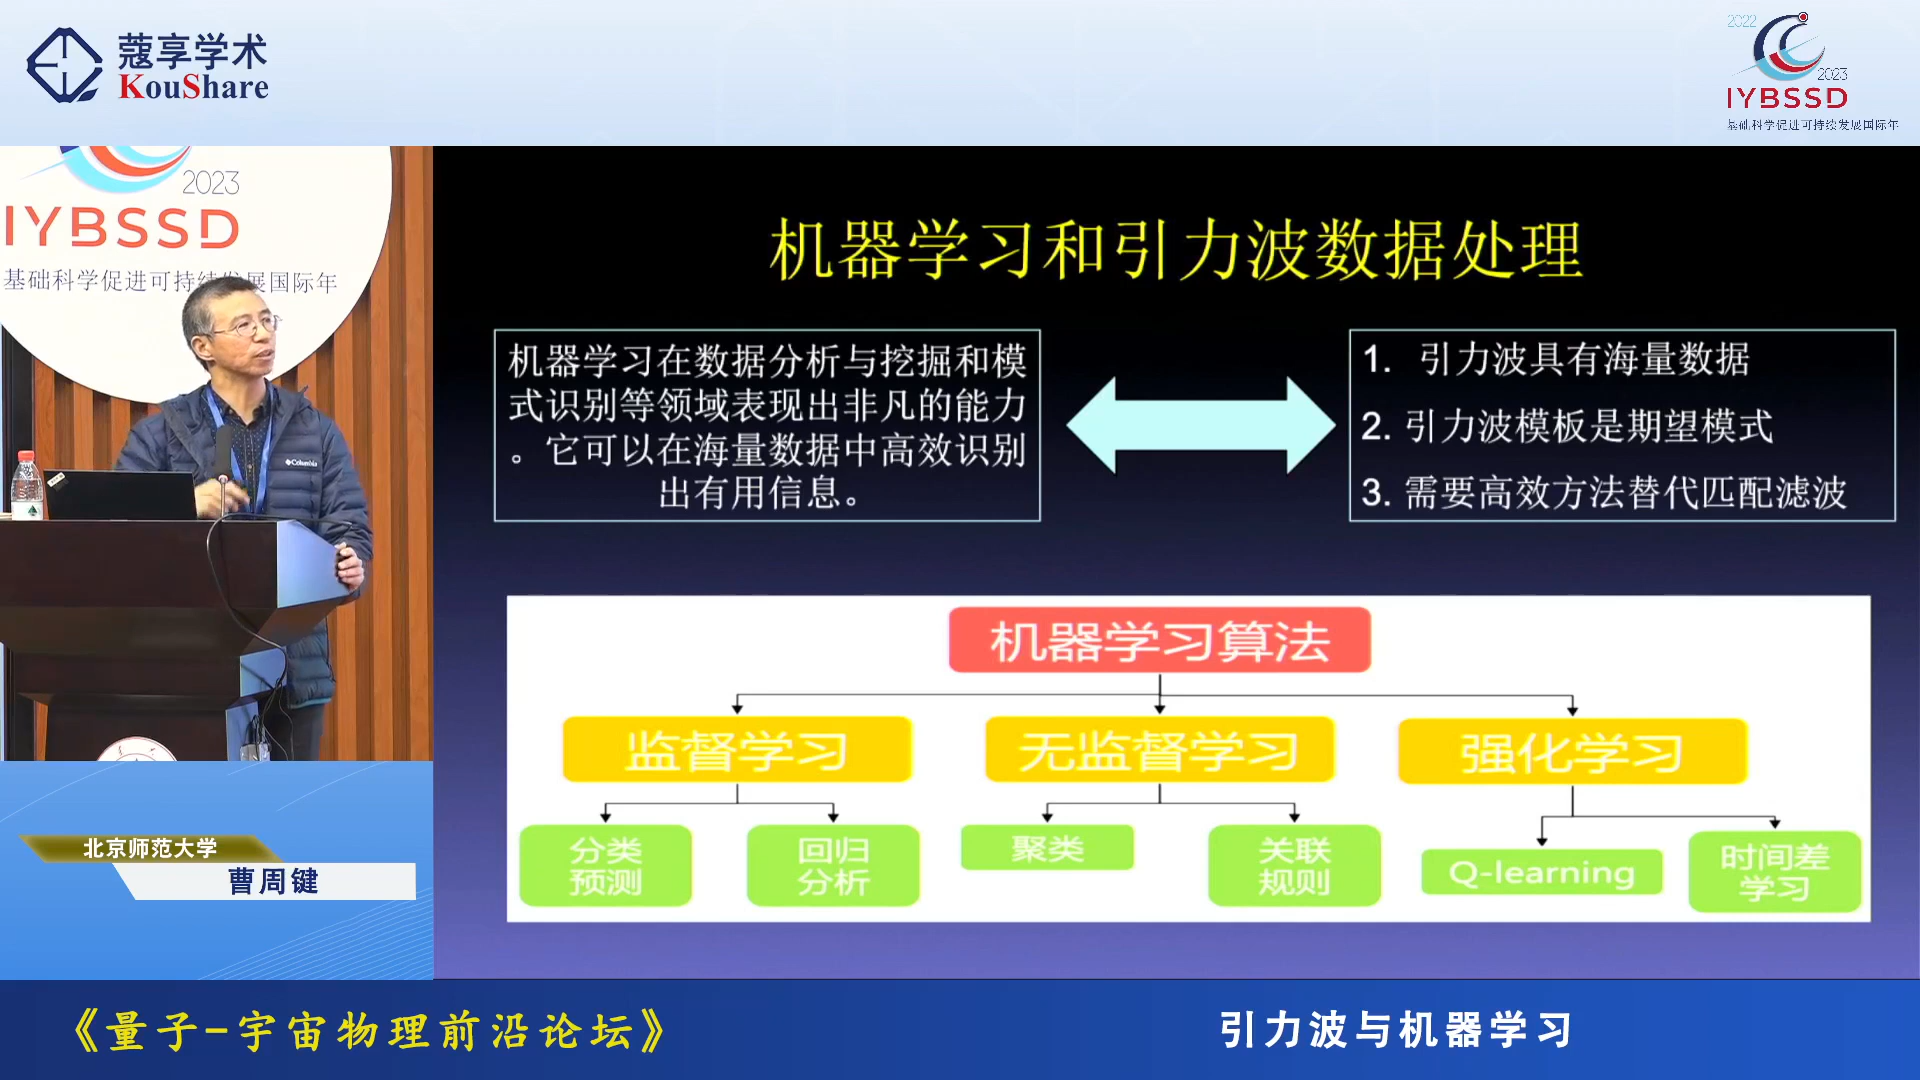 蔻享学术
KouShare
2022
2023
IYBSSD
基础科学促进可持续发展国际年
2023
IYBSSD
基础科学促进可持续发展国际年
Columbia
机器学习和引力波数据处理
机器学习在数据分析与挖掘和模
式识别等领域表现出非凡的能力
。它可以在海量数据中高效识别
出有用信息。
1. 引力波具有海量数据
2. 引力波模板是期望模式
3. 需要高效方法替代匹配滤波
机器学习算法
监督学习
无监督学习
强化学习
分类
预测
回归
分析
聚类
关联
规则
Q-learning
时间差
学习
北京师范大学
曹周键
《量子-宇宙物理前沿论坛》
引力波与机器学习